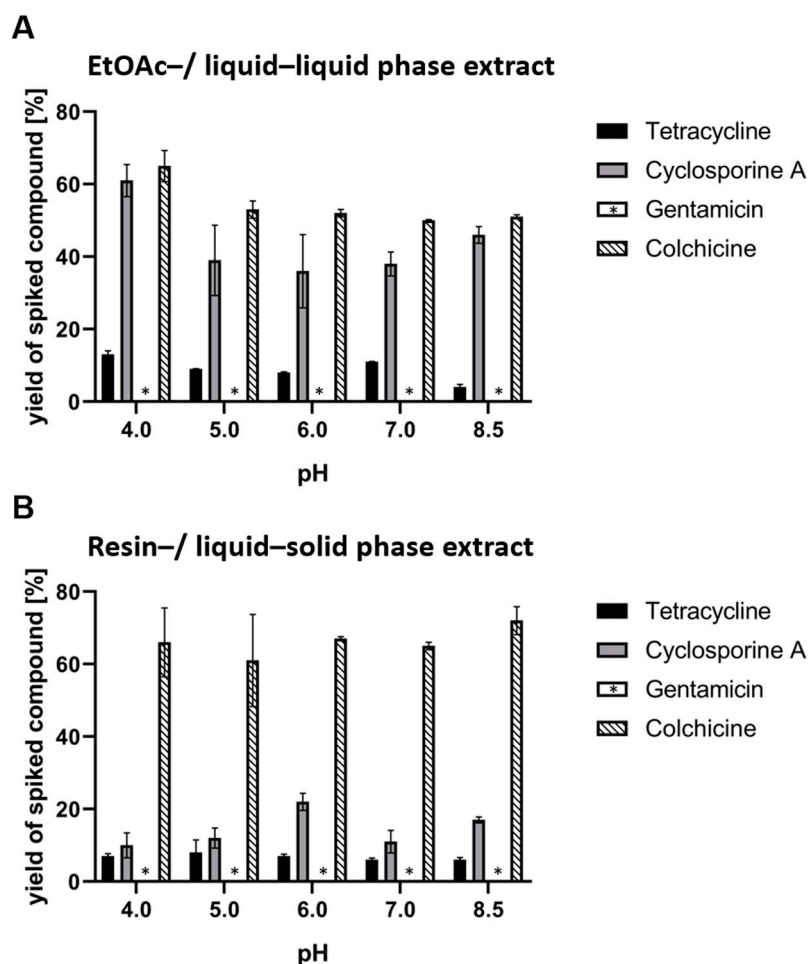 A
EtOAc–/ liquid–liquid phase extract
yield of spiked compound [%]
80
60
40
20
0
* * * * *
4.0 5.0 6.0 7.0 8.5
pH
Tetracycline
Cyclosporine A
* Gentamicin
Colchicine
B
Resin–/ liquid–solid phase extract
yield of spiked compound [%]
80
60
40
20
0
* * * * *
4.0 5.0 6.0 7.0 8.5
pH
Tetracycline
Cyclosporine A
* Gentamicin
Colchicine